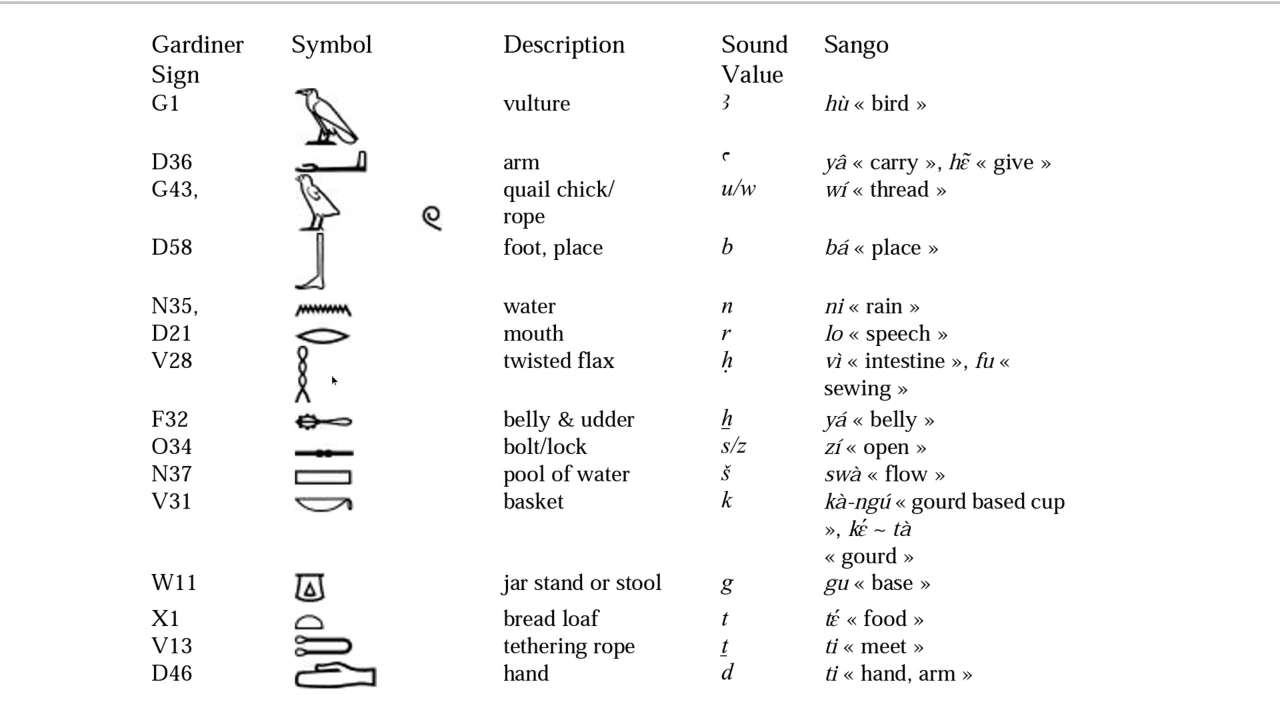 Gardiner Sign Symbol Description Sound Value Sango
G1 vulture ꜣ hù « bird »
D36 arm ꜥ yâ « carry », hɛ̃ « give »
G43, quail chick/ u/w wí « thread »
rope
D58 foot, place b bá « place »
N35, water n ni « rain »
D21 mouth r lo « speech »
V28 twisted flax ḥ vì « intestine », fu «
sewing »
F32 belly & udder ẖ yá « belly »
O34 bolt/lock s/z zí « open »
N37 pool of water š swà « flow »
V31 basket k kà-ngú « gourd based cup
», kɛ́ ~ tà
« gourd »
W11 jar stand or stool g gu « base »
X1 bread loaf t tɛ́ « food »
V13 tethering rope ṯ ti « meet »
D46 hand d ti « hand, arm »